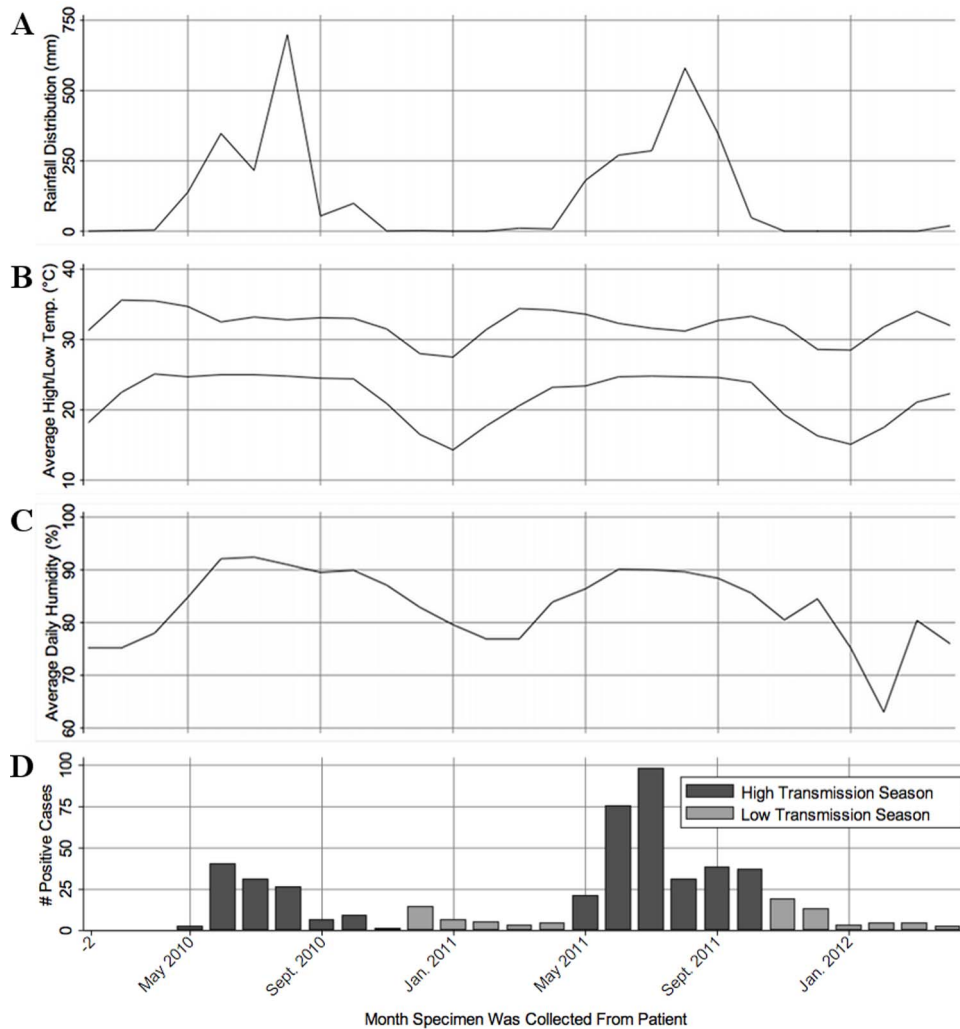 A
Rainfall Distribution (mm)
750
500
250
0
B
Average High/Low Temp. (°C)
40
30
20
10
C
Average Daily Humidity (%)
100
90
80
70
60
D
# Positive Cases
100
75
50
25
0
High Transmission Season
Low Transmission Season
-2
May 2010
Sept. 2010
Jan. 2011
May 2011
Sept. 2011
Jan. 2012
Month Specimen Was Collected From Patient